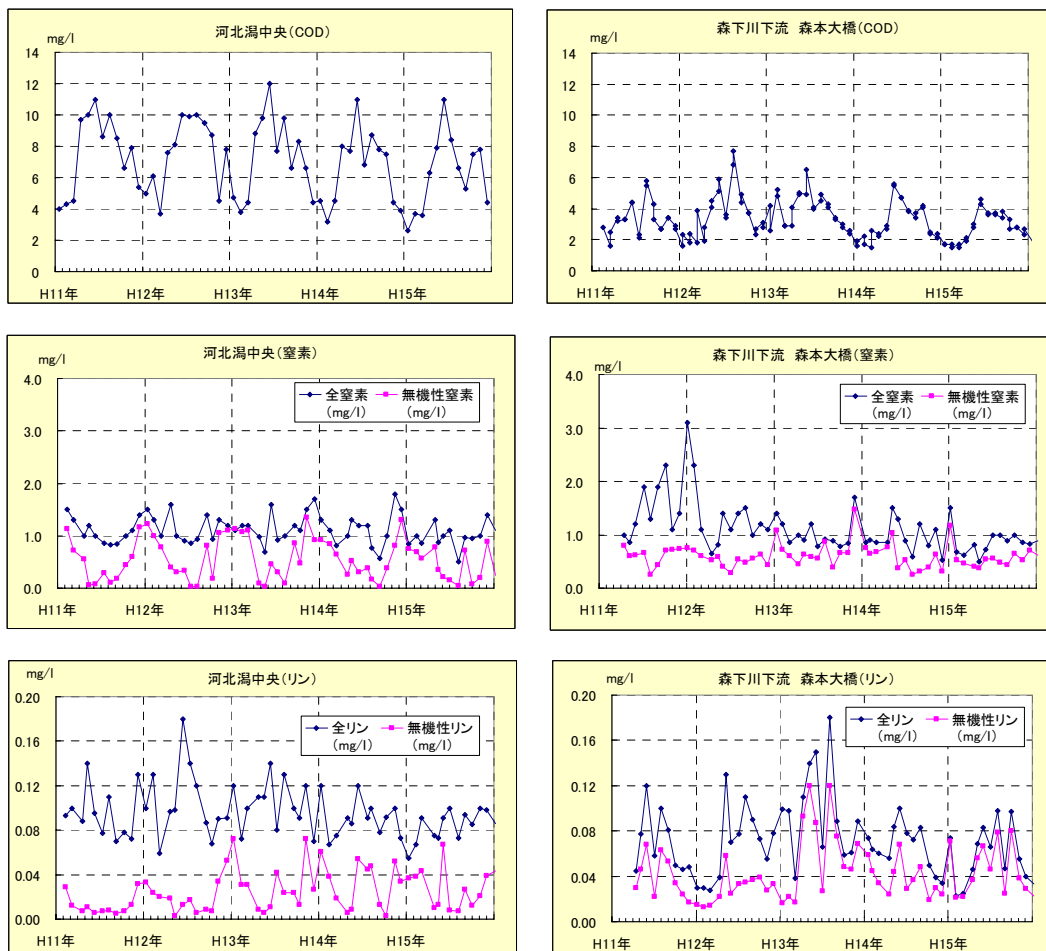 河北潟中央(COD)
mg/l
14
12
10
8
6
4
2
0
H11年 H12年 H13年 H14年 H15年
森下川下流 森本大橋(COD)
mg/l
14
12
10
8
6
4
2
0
H11年 H12年 H13年 H14年 H15年
河北潟中央(窒素)
mg/l
4.0
3.0
2.0
1.0
0.0
全窒素 (mg/l)
無機性窒素 (mg/l)
H11年 H12年 H13年 H14年 H15年
森下川下流 森本大橋(窒素)
mg/l
4.0
3.0
2.0
1.0
0.0
全窒素 (mg/l)
無機性窒素 (mg/l)
H11年 H12年 H13年 H14年 H15年
河北潟中央(リン)
mg/l
0.20
0.16
0.12
0.08
0.04
0.00
全リン (mg/l)
無機性リン (mg/l)
H11年 H12年 H13年 H14年 H15年
森下川下流 森本大橋(リン)
mg/l
0.20
0.16
0.12
0.08
0.04
0.00
全リン (mg/l)
無機性リン (mg/l)
H11年 H12年 H13年 H14年 H15年